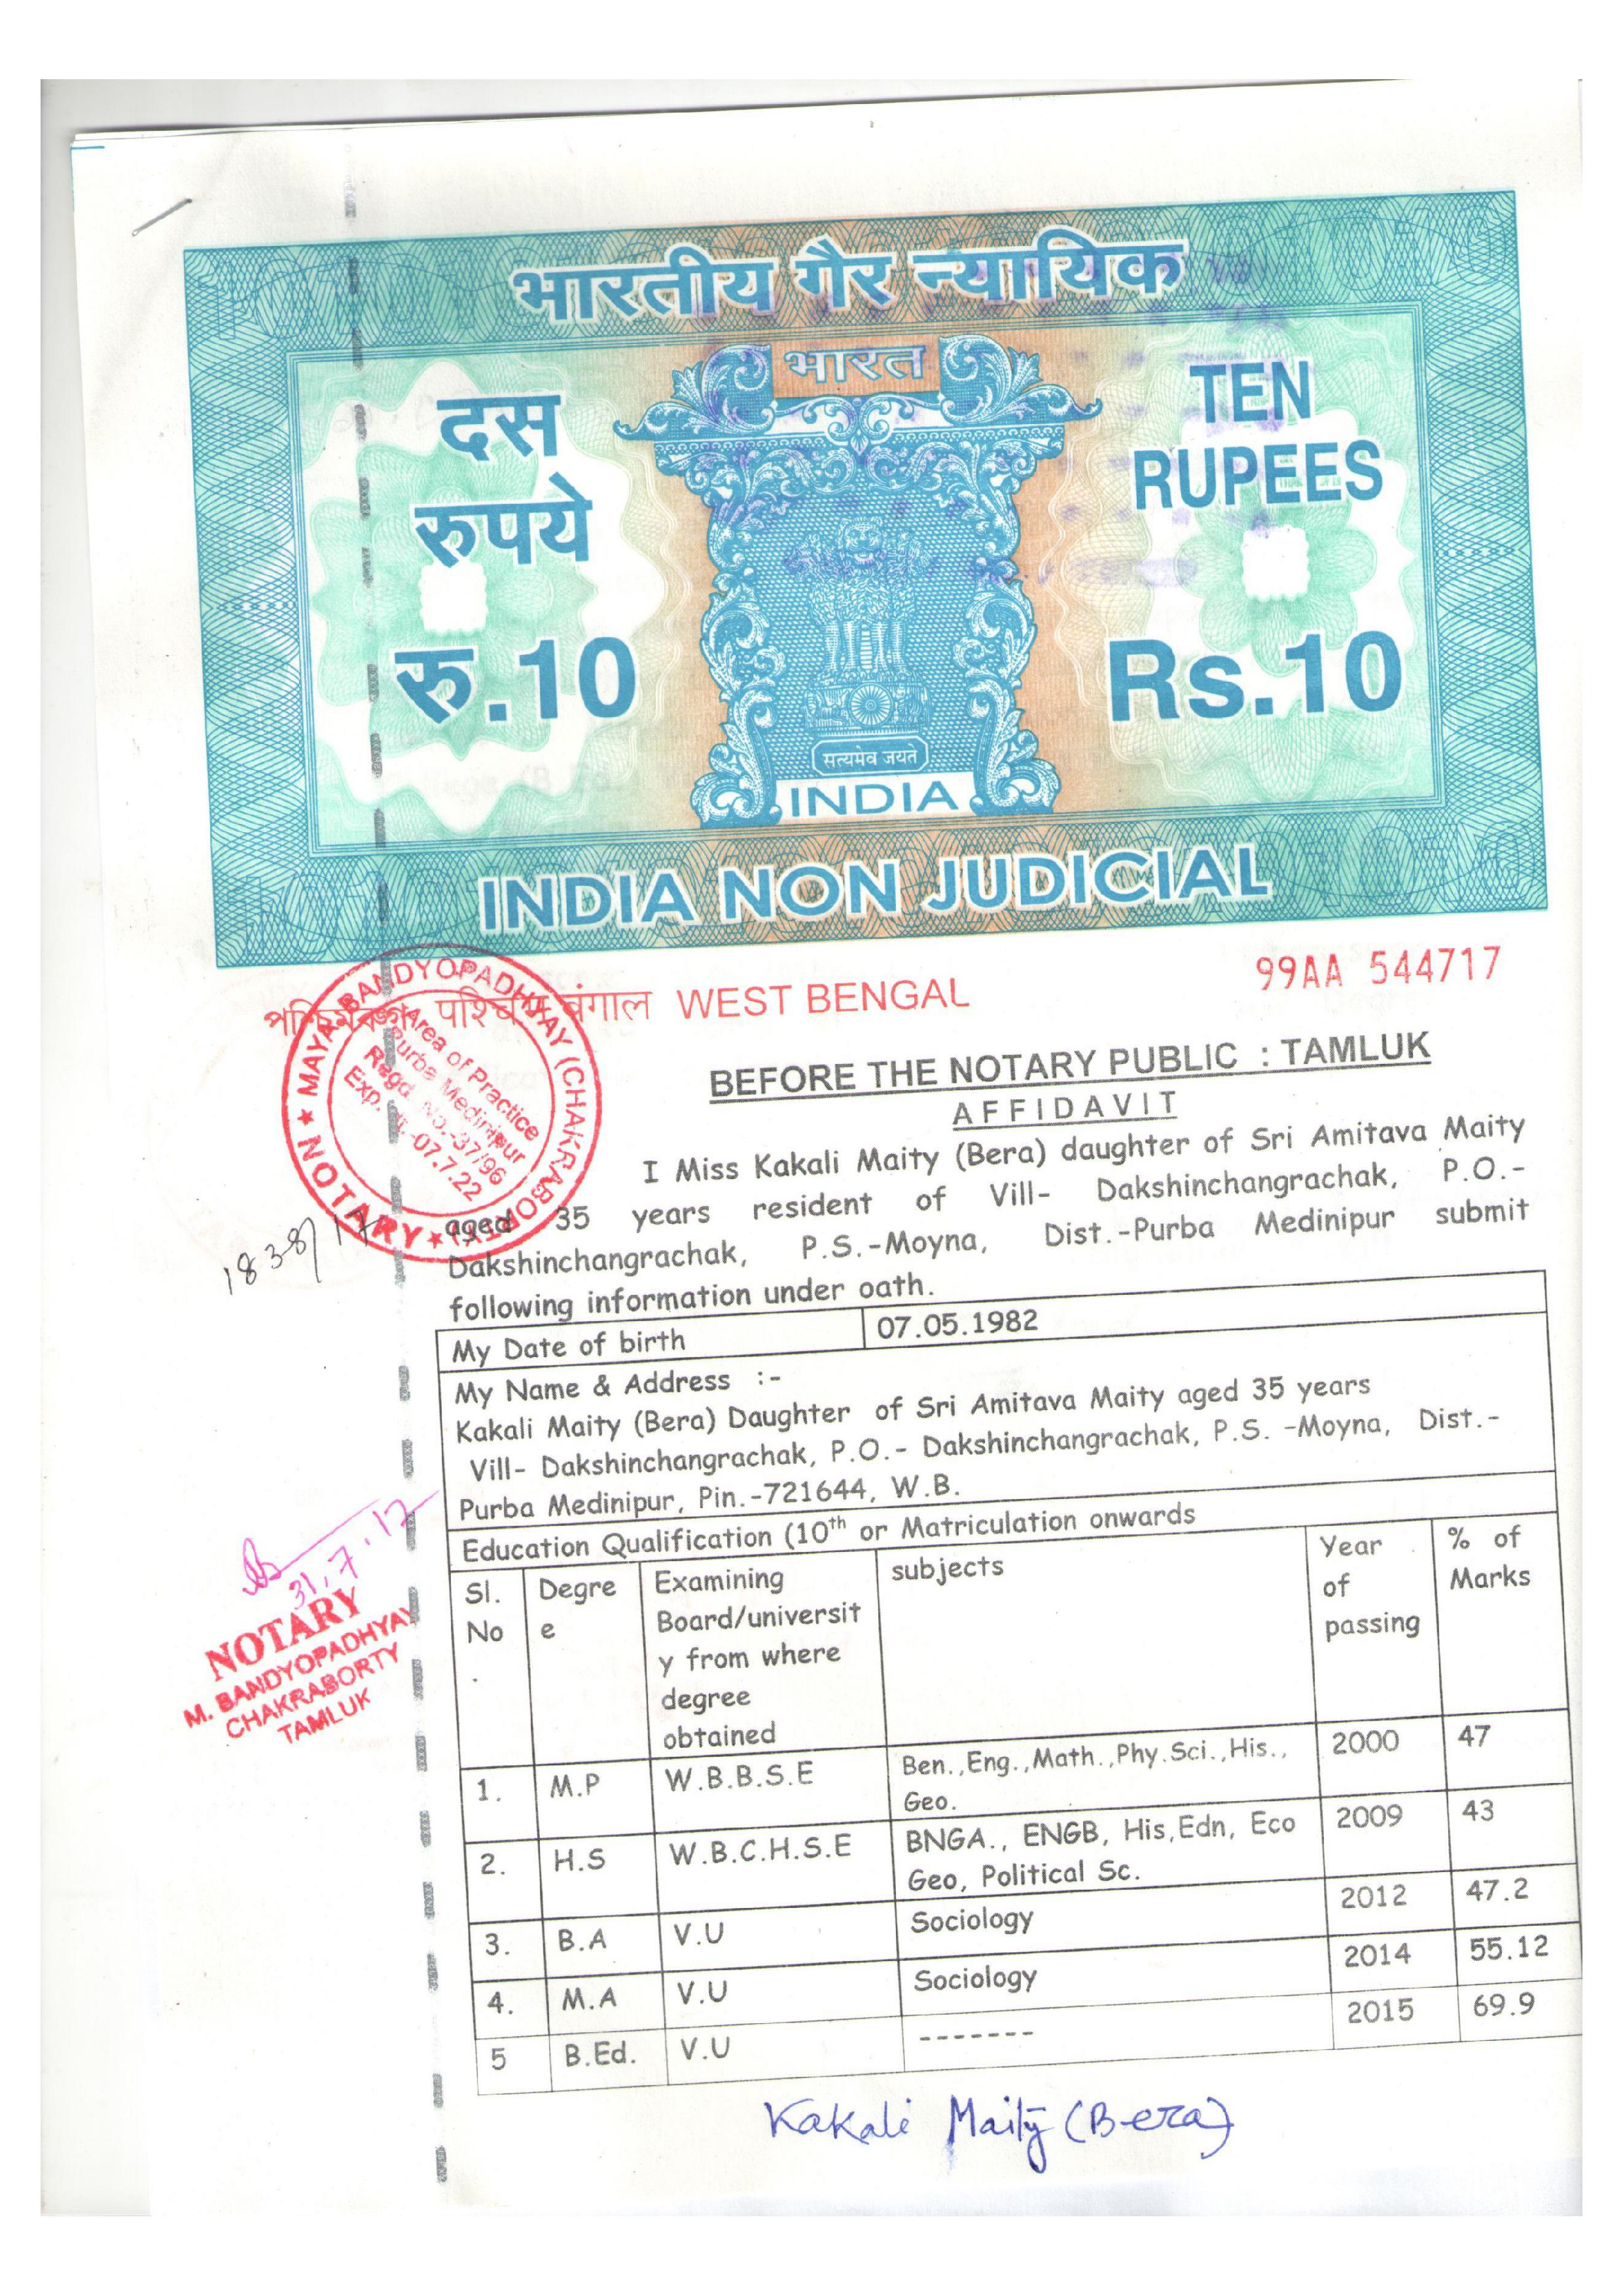 भारतीय गैर न्यायिक
भारत
दस
रुपये
रु.10
TEN
RUPEES
Rs.10
सत्यमेव जयते
INDIA
INDIA NON JUDICIAL
পশ্চিমবঙ্গ पश्चिम बंगाल WEST BENGAL
99AA 544717
★ MAYA BANDYOPADHYAY (CHAKRABORTY) ★ NOTARY
Area of Practice
Purba Medinipur
Regd. No.-37/96
Exp. dt.-07.7.22
BEFORE THE NOTARY PUBLIC : TAMLUK
AFFIDAVIT
I Miss Kakali Maity (Bera) daughter of Sri Amitava Maity
aged 35 years resident of Vill- Dakshinchangrachak, P.O.-
Dakshinchangrachak, P.S.-Moyna, Dist.-Purba Medinipur submit
following information under oath.
My Date of birth 07.05.1982
My Name & Address :-
Kakali Maity (Bera) Daughter of Sri Amitava Maity aged 35 years
Vill- Dakshinchangrachak, P.O.- Dakshinchangrachak, P.S. -Moyna, Dist.-
Purba Medinipur, Pin.-721644, W.B.
31.7.17
NOTARY
M. BANDYOPADHYAY
CHAKRABORTY
TAMLUK
Education Qualification (10th or Matriculation onwards
Sl. Degre Examining subjects Year % of
No e Board/universit of Marks
. y from where passing
degree
obtained
1. M.P W.B.B.S.E Ben.,Eng.,Math.,Phy.Sci.,His., 2000 47
Geo.
2. H.S W.B.C.H.S.E BNGA., ENGB, His,Edn, Eco 2009 43
Geo, Political Sc.
3. B.A V.U Sociology 2012 47.2
4. M.A V.U Sociology 2014 55.12
5 B.Ed. V.U ------- 2015 69.9
Kakali Maity (Bera)